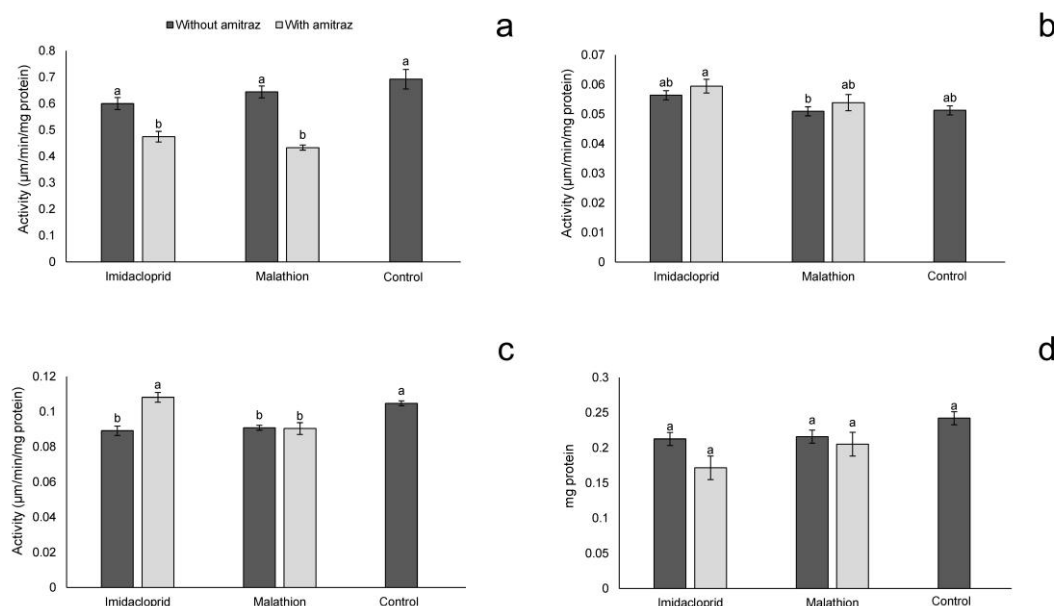 Without amitraz With amitraz
a
Activity (µm/min/mg protein)
0.8
0.7
0.6
0.5
0.4
0.3
0.2
0.1
0
a
b
a
b
a
Imidacloprid Malathion Control
b
Activity (µm/min/mg protein)
0.07
0.06
0.05
0.04
0.03
0.02
0.01
0
ab
a
b
ab
ab
Imidacloprid Malathion Control
c
Activity (µm/min/mg protein)
0.12
0.1
0.08
0.06
0.04
0.02
0
b
a
b
b
a
Imidacloprid Malathion Control
d
mg protein
0.3
0.25
0.2
0.15
0.1
0.05
0
a
a
a
a
a
Imidacloprid Malathion Control